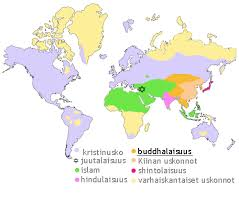 kristinusko buddhalaisuus
juutalaisuus Kiinan uskonnot
islam shintolaisuus
hindulaisuus varhaiskantaiset uskonnot